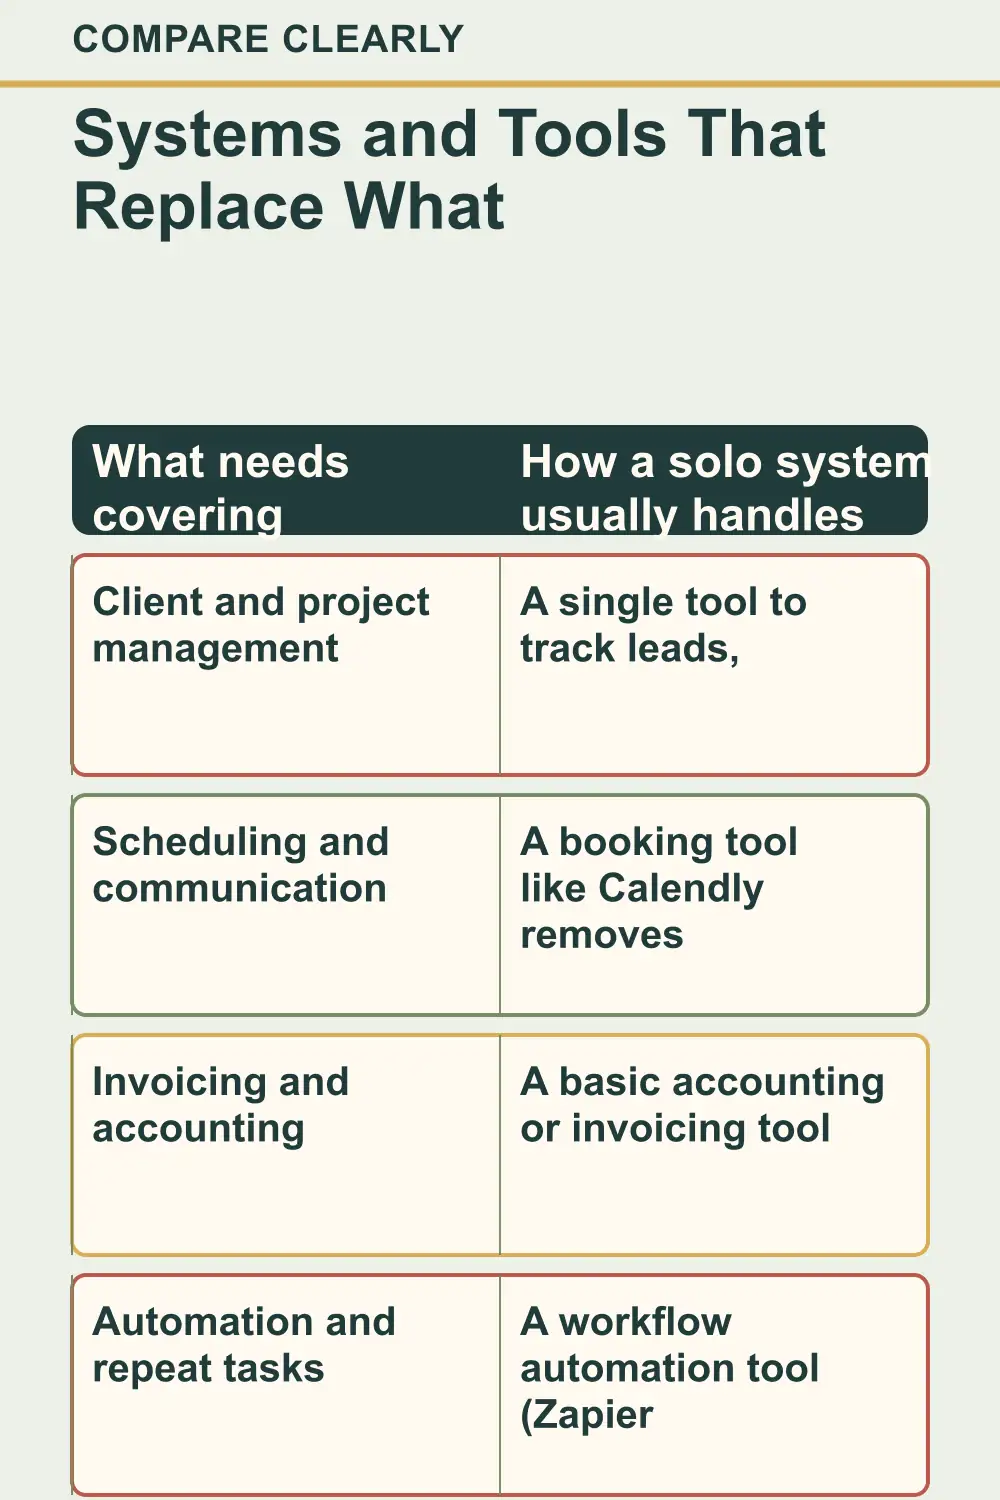 COMPARE CLEARLY
Systems and Tools That
Replace What
What needs
covering
How a solo system
usually handles
Client and project
management
A single tool to
track leads,
Scheduling and
communication
A booking tool
like Calendly
removes
Invoicing and
accounting
A basic accounting
or invoicing tool
Automation and
repeat tasks
A workflow
automation tool
(Zapier